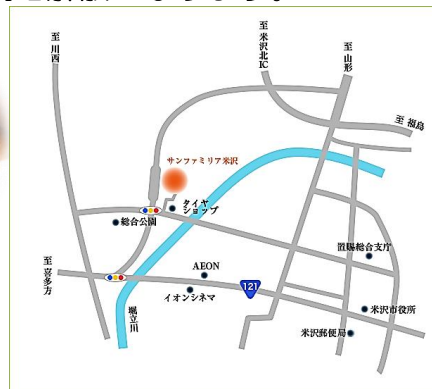 至 川西
至 米沢北IC
至 山形
至 福島
サンファミリア米沢
タイヤ
ショップ
総合公園
置賜総合支庁
至 喜多方
AEON
イオンシネマ
121
堀立川
米沢市役所
米沢郵便局